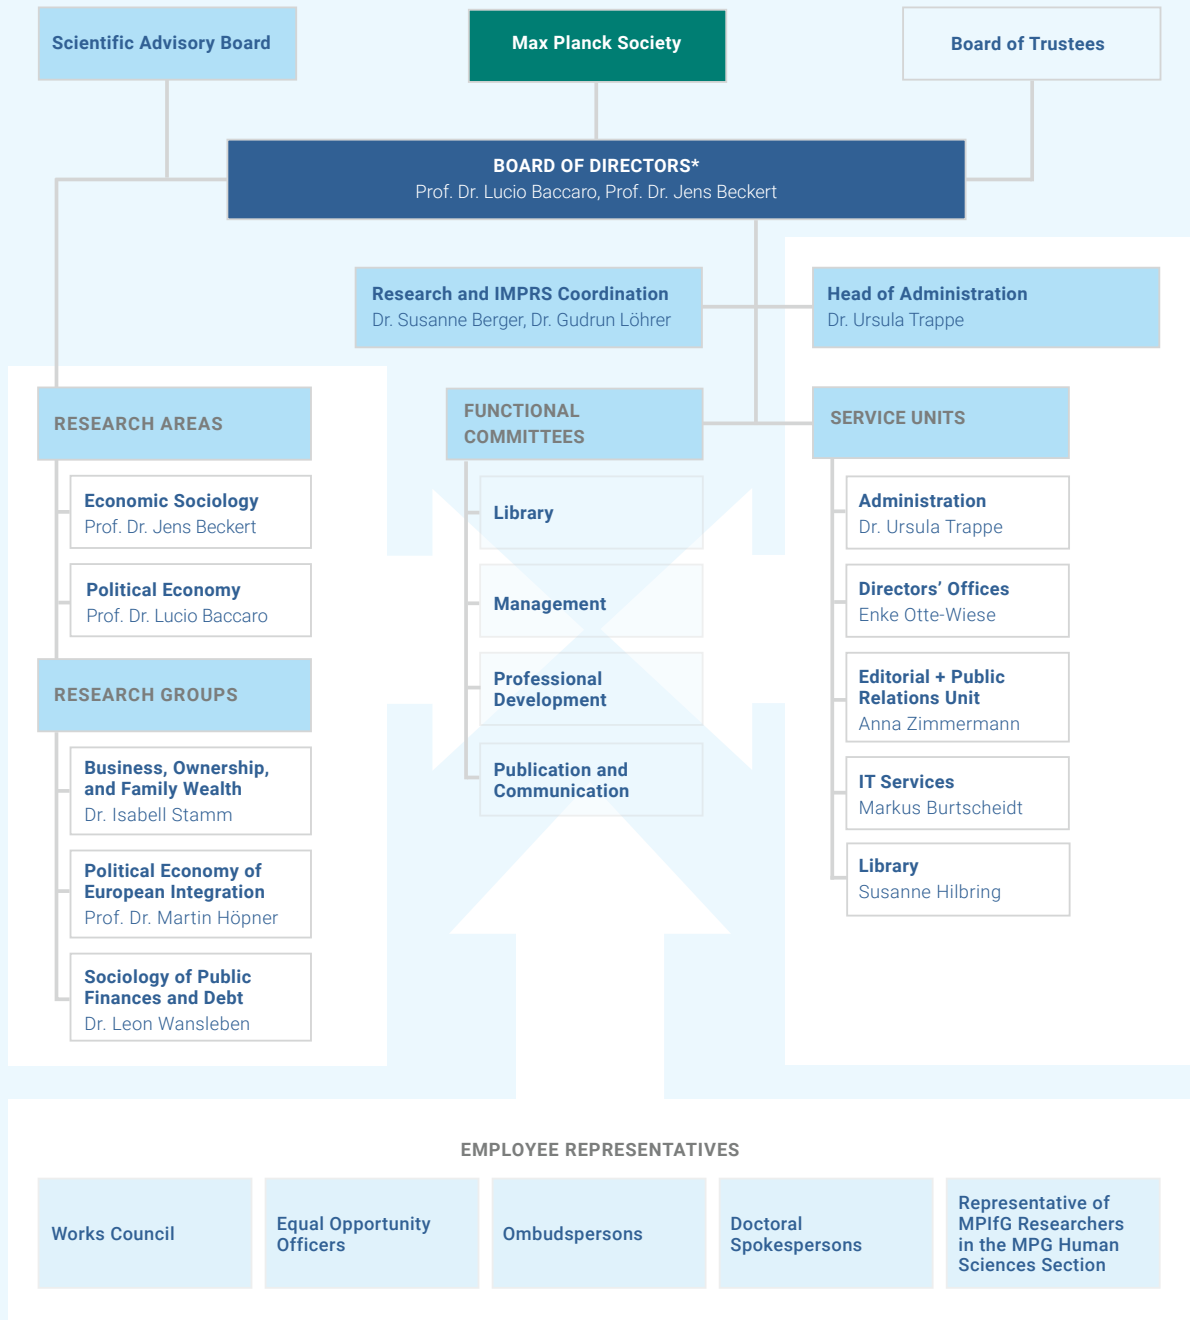 Scientific Advisory Board
Max Planck Society
Board of Trustees
BOARD OF DIRECTORS*
Prof. Dr. Lucio Baccaro, Prof. Dr. Jens Beckert
Research and IMPRS Coordination
Dr. Susanne Berger, Dr. Gudrun Löhrer
Head of Administration
Dr. Ursula Trappe
RESEARCH AREAS
Economic Sociology
Prof. Dr. Jens Beckert
Political Economy
Prof. Dr. Lucio Baccaro
RESEARCH GROUPS
Business, Ownership,
and Family Wealth
Dr. Isabell Stamm
Political Economy of
European Integration
Prof. Dr. Martin Höpner
Sociology of Public
Finances and Debt
Dr. Leon Wansleben
FUNCTIONAL
COMMITTEES
Library
Management
Professional
Development
Publication and
Communication
SERVICE UNITS
Administration
Dr. Ursula Trappe
Directors’ Offices
Enke Otte-Wiese
Editorial + Public
Relations Unit
Anna Zimmermann
IT Services
Markus Burtscheidt
Library
Susanne Hilbring
EMPLOYEE REPRESENTATIVES
Works Council
Equal Opportunity
Officers
Ombudspersons
Doctoral
Spokespersons
Representative of
MPIfG Researchers
in the MPG Human
Sciences Section